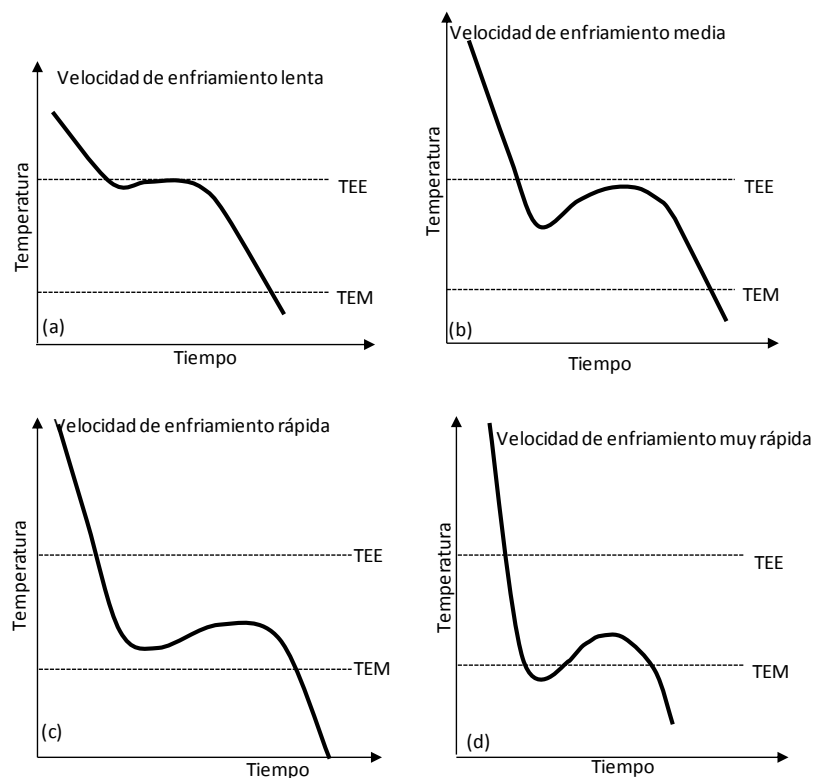 Velocidad de enfriamiento lenta
Temperatura
TEE
TEM
(a)
Tiempo
Velocidad de enfriamiento media
Temperatura
TEE
TEM
(b)
Tiempo
Velocidad de enfriamiento rápida
Temperatura
TEE
TEM
(c)
Tiempo
Velocidad de enfriamiento muy rápida
Temperatura
TEE
TEM
(d)
Tiempo